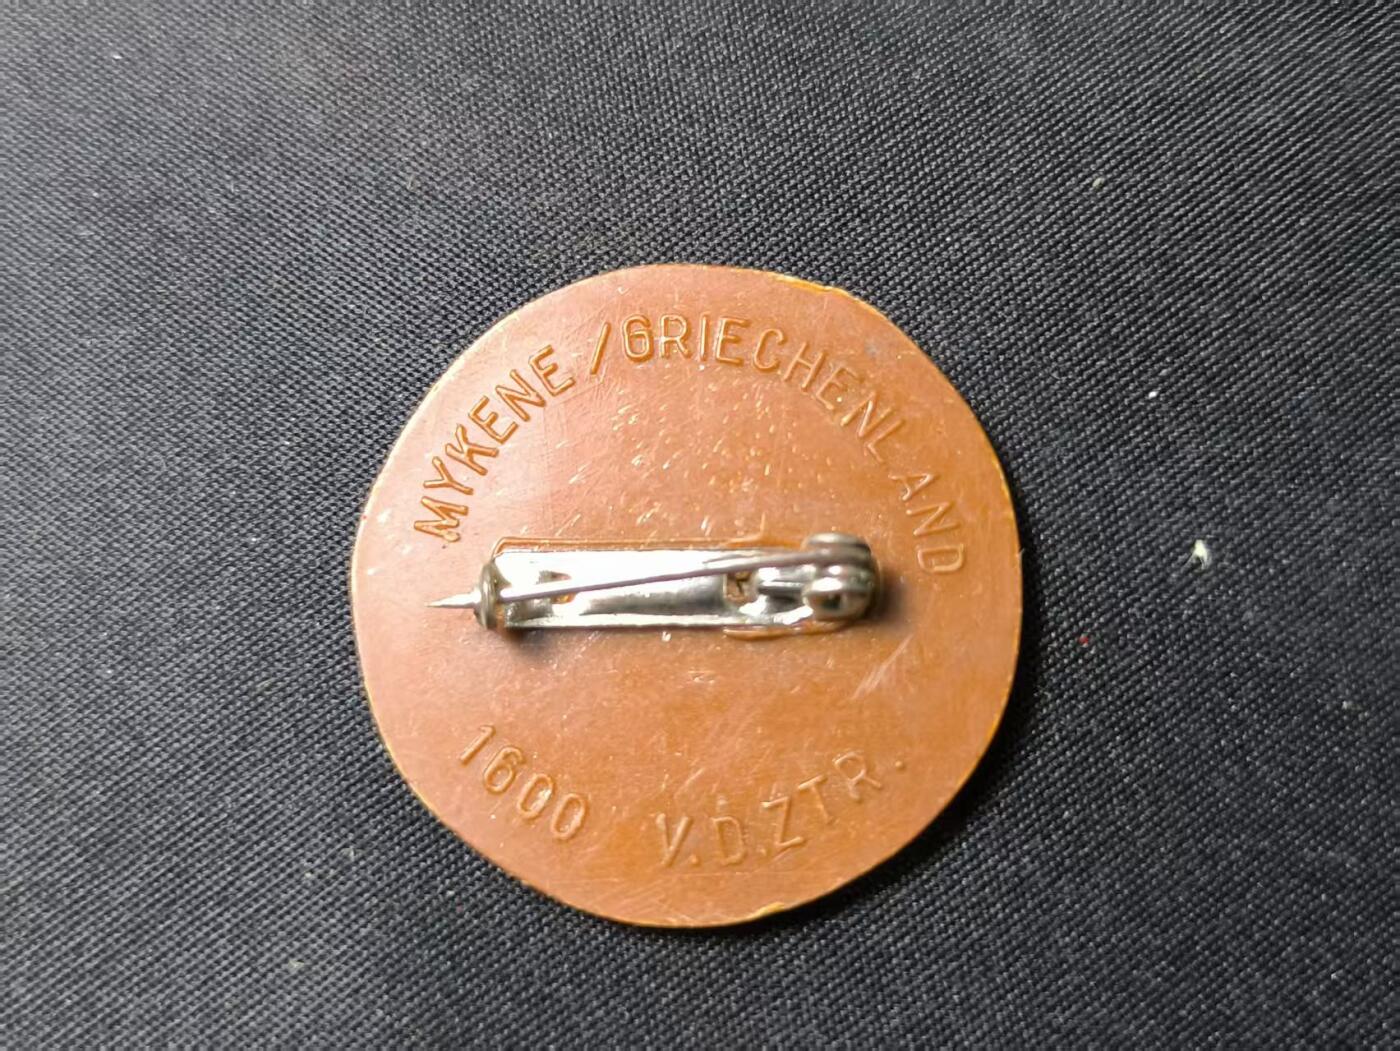 MYKENE / GRIECHENLAND
1600 V.D.ZTR.